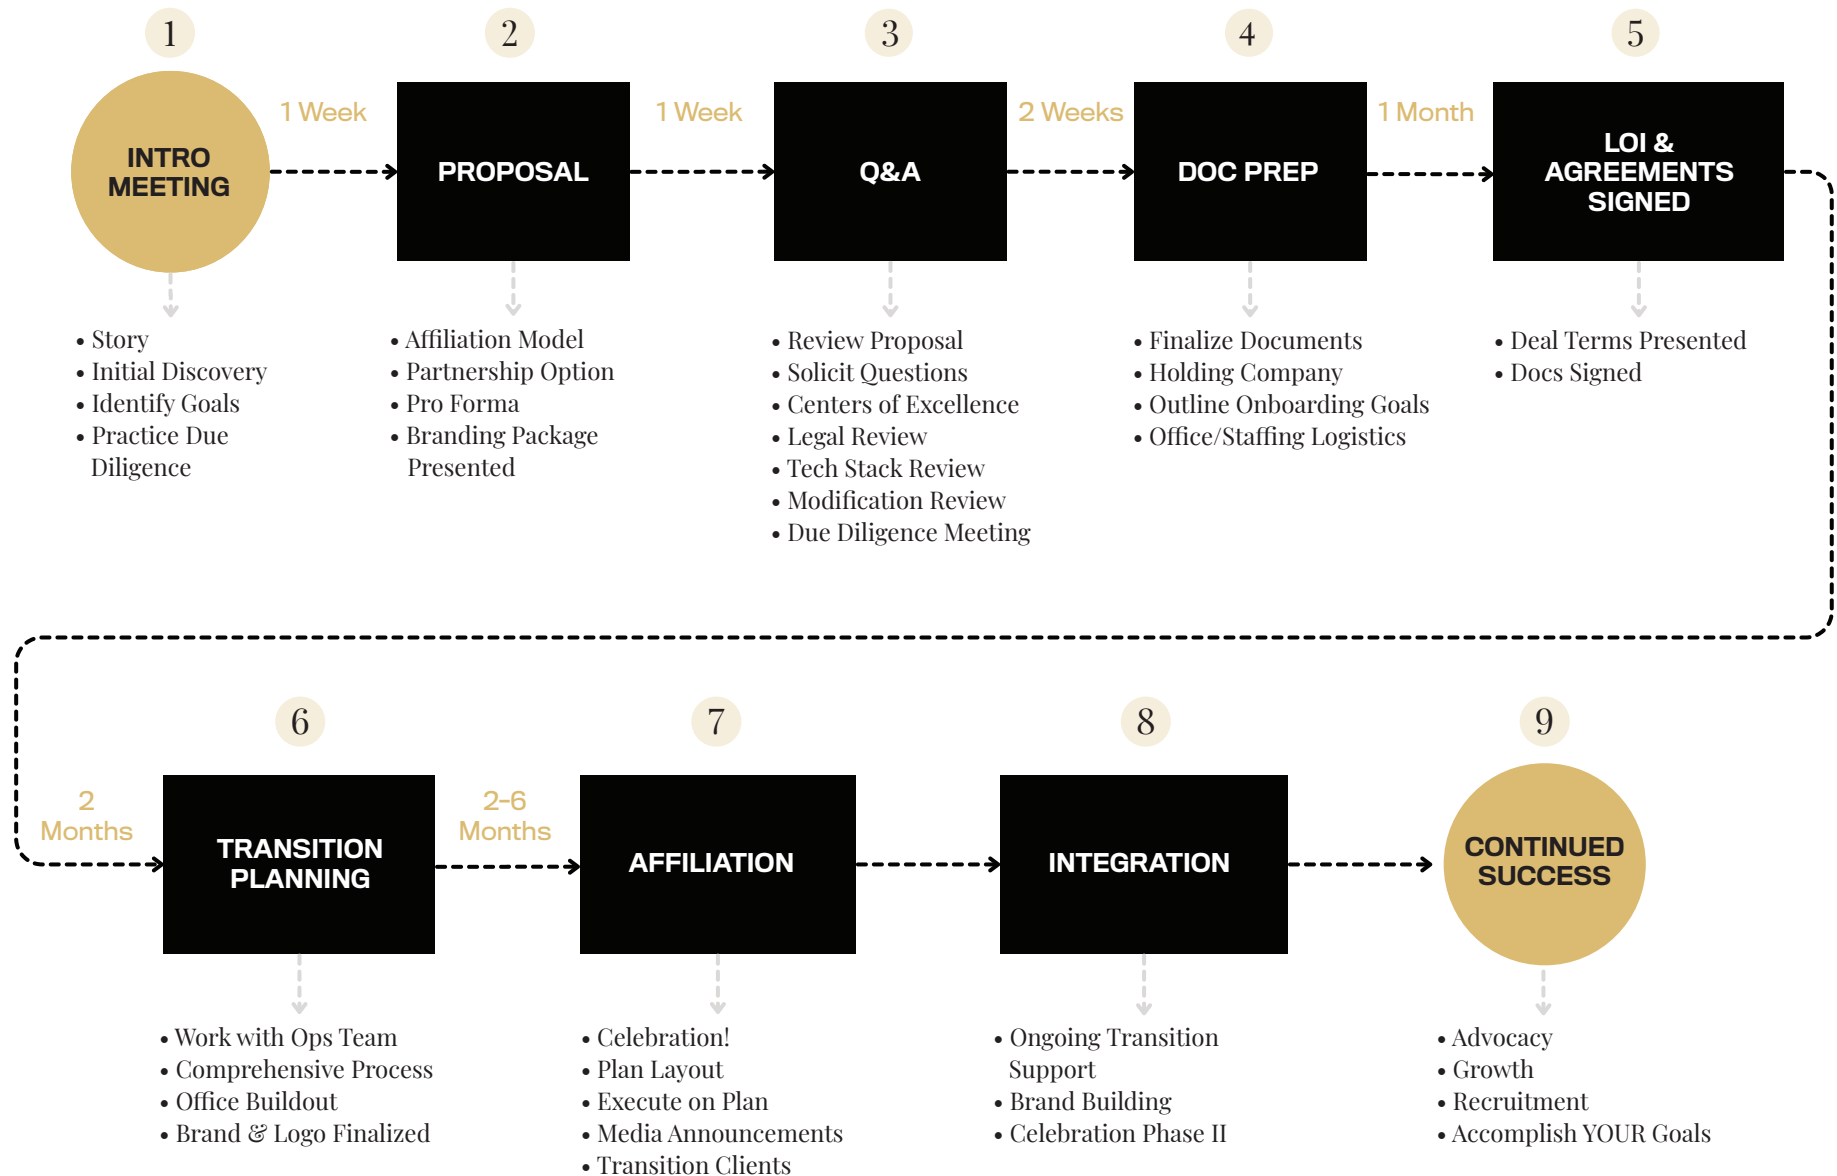 1
INTRO
MEETING
• Story
• Initial Discovery
• Identify Goals
• Practice Due
Diligence
1 Week
2
PROPOSAL
• Affiliation Model
• Partnership Option
• Pro Forma
• Branding Package
Presented
1 Week
3
Q&A
• Review Proposal
• Solicit Questions
• Centers of Excellence
• Legal Review
• Tech Stack Review
• Modification Review
• Due Diligence Meeting
2 Weeks
4
DOC PREP
• Finalize Documents
• Holding Company
• Outline Onboarding Goals
• Office/Staffing Logistics
1 Month
5
LOI &
AGREEMENTS
SIGNED
• Deal Terms Presented
• Docs Signed
2
Months
6
TRANSITION
PLANNING
• Work with Ops Team
• Comprehensive Process
• Office Buildout
• Brand & Logo Finalized
2-6
Months
7
AFFILIATION
• Celebration!
• Plan Layout
• Execute on Plan
• Media Announcements
• Transition Clients
8
INTEGRATION
• Ongoing Transition
Support
• Brand Building
• Celebration Phase II
9
CONTINUED
SUCCESS
• Advocacy
• Growth
• Recruitment
• Accomplish YOUR Goals